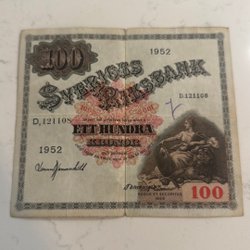 100
1952
SVERIGES
RIKSBANK
D.121108
D.121108
ETT HUNDRA
KRONOR
1952
100